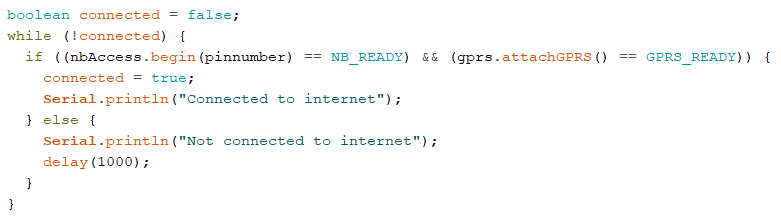 boolean connected = false;
while (!connected) {
  if ((nbAccess.begin(pinnumber) == NB_READY) && (gprs.attachGPRS() == GPRS_READY)) {
    connected = true;
    Serial.println("Connected to internet");
  } else {
    Serial.println("Not connected to internet");
    delay(1000);
  }
}